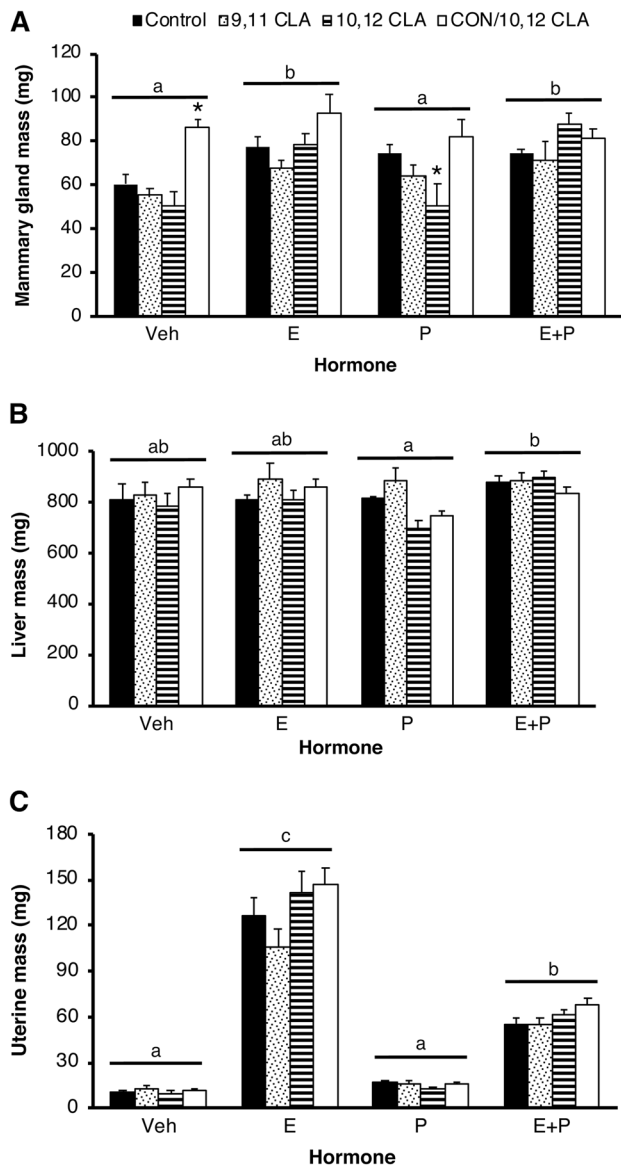 A
Control 9,11 CLA 10,12 CLA CON/10,12 CLA
Mammary gland mass (mg)
120
100
80
60
40
20
0
a
*
b
a
*
b
Veh E P E+P
Hormone
B
Liver mass (mg)
1000
800
600
400
200
0
ab
ab
a
b
Veh E P E+P
Hormone
C
Uterine mass (mg)
180
150
120
90
60
30
0
a
c
a
b
Veh E P E+P
Hormone